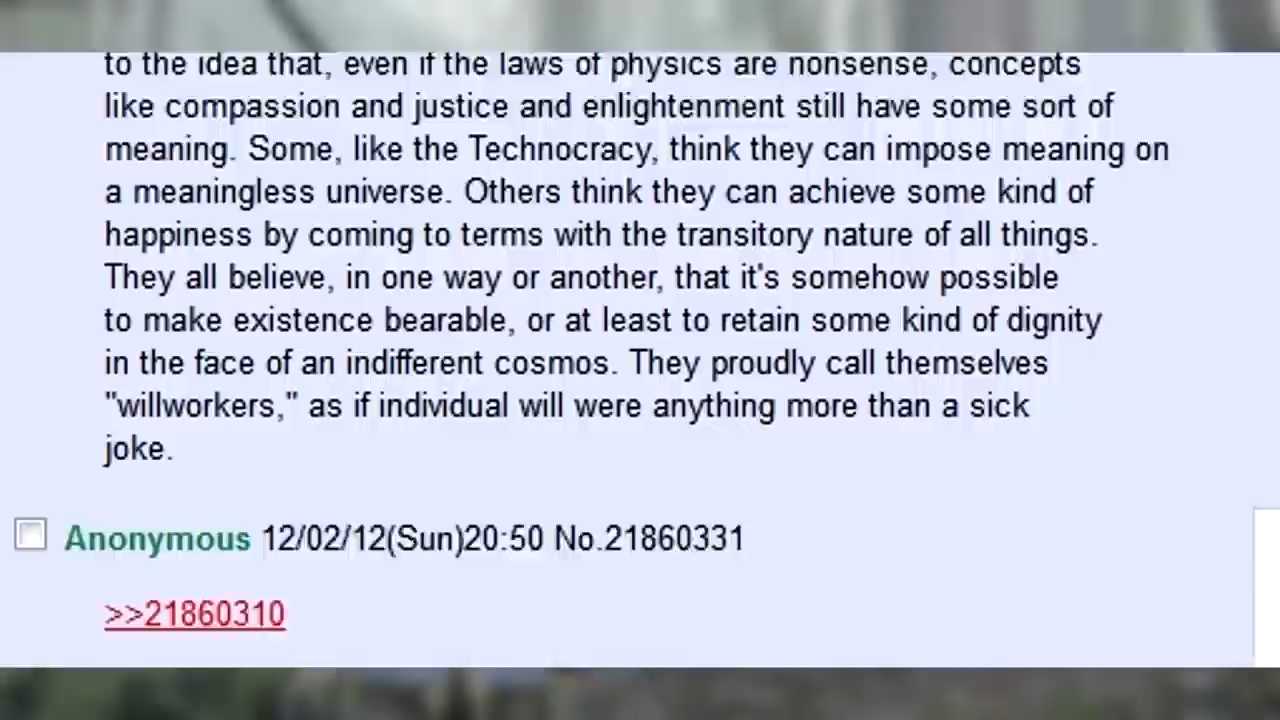 to the idea that, even if the laws of physics are nonsense, concepts
like compassion and justice and enlightenment still have some sort of
meaning. Some, like the Technocracy, think they can impose meaning on
a meaningless universe. Others think they can achieve some kind of
happiness by coming to terms with the transitory nature of all things.
They all believe, in one way or another, that it's somehow possible
to make existence bearable, or at least to retain some kind of dignity
in the face of an indifferent cosmos. They proudly call themselves
"willworkers," as if individual will were anything more than a sick
joke.
Anonymous 12/02/12(Sun)20:50 No.21860331
>>21860310